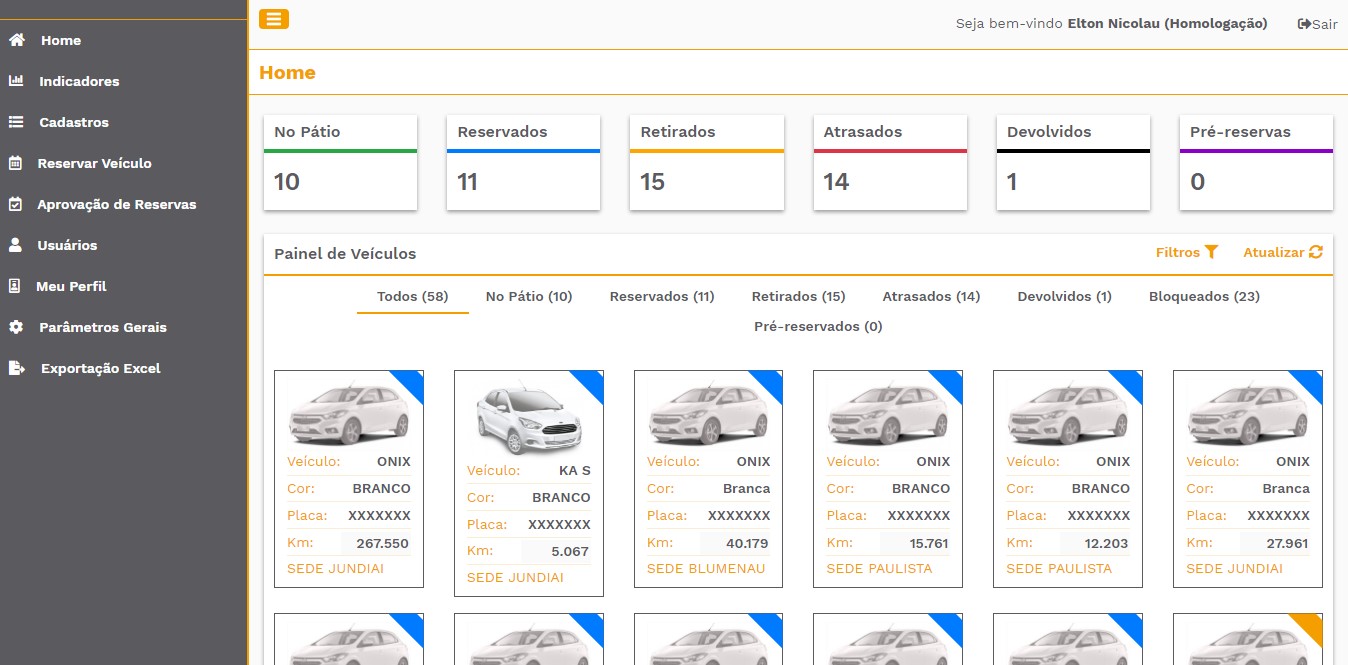 Seja bem-vindo Elton Nicolau (Homologação) Sair
Home
Indicadores
Cadastros
Reservar Veículo
Aprovação de Reservas
Usuários
Meu Perfil
Parâmetros Gerais
Exportação Excel
Home
No Pátio
10
Reservados
11
Retirados
15
Atrasados
14
Devolvidos
1
Pré-reservas
0
Painel de Veículos
Filtros
Atualizar
Todos (58) No Pátio (10) Reservados (11) Retirados (15) Atrasados (14) Devolvidos (1) Bloqueados (23)
Pré-reservados (0)
Veículo: ONIX
Cor: BRANCO
Placa: XXXXXXX
Km: 267.550
SEDE JUNDIAI
Veículo: KA S
Cor: BRANCO
Placa: XXXXXXX
Km: 5.067
SEDE JUNDIAI
Veículo: ONIX
Cor: Branca
Placa: XXXXXXX
Km: 40.179
SEDE BLUMENAU
Veículo: ONIX
Cor: BRANCO
Placa: XXXXXXX
Km: 15.761
SEDE PAULISTA
Veículo: ONIX
Cor: BRANCO
Placa: XXXXXXX
Km: 12.203
SEDE PAULISTA
Veículo: ONIX
Cor: Branca
Placa: XXXXXXX
Km: 27.961
SEDE JUNDIAI